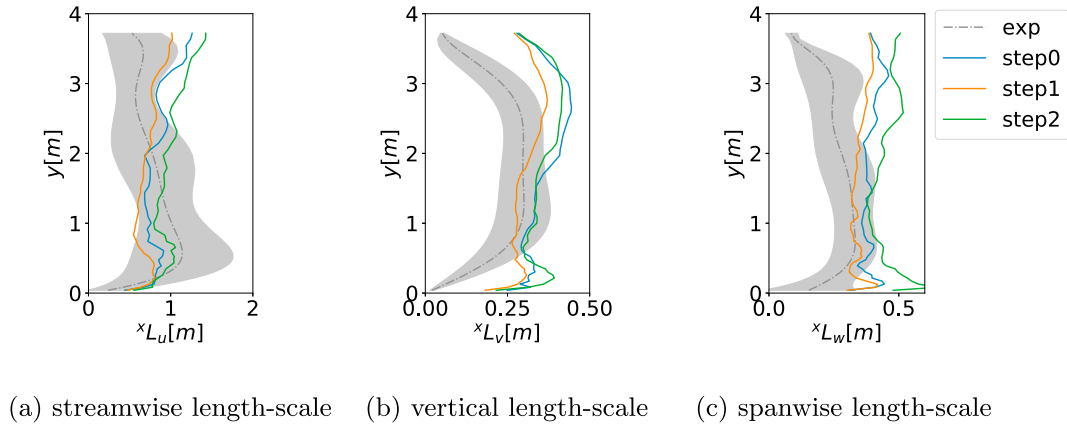 4
3
2
1
0
y[m]
0
1
2
ˣLᵤ[m]
4
3
2
1
0
y[m]
0.00
0.25
0.50
ˣLᵥ[m]
4
3
2
1
0
y[m]
0.0
0.5
ˣL_w[m]
exp
step0
step1
step2
(a) streamwise length-scale
(b) vertical length-scale
(c) spanwise length-scale